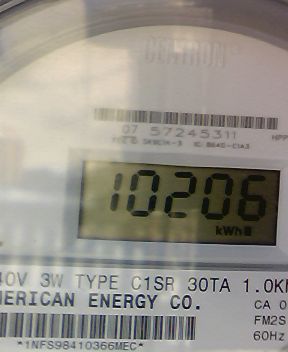 CENTRON
07 57245311
10206
kWh
40V 3W TYPE C1SR 30TA 1.0K
MERICAN ENERGY CO.
CA 0
FM2S
60Hz
*1NFS98410366MEC*